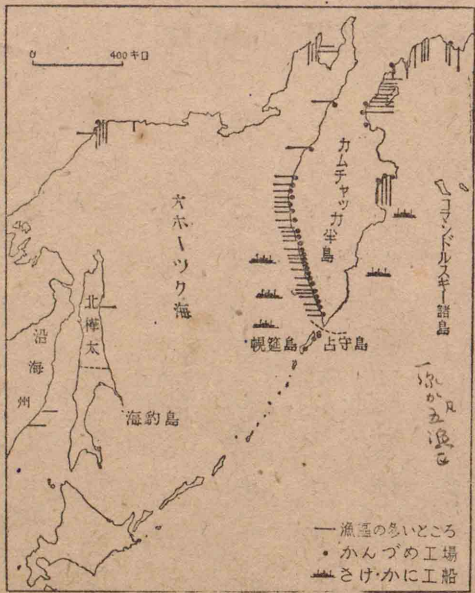 0 400キロ
カムチャッカ半島
コマンドルスキー諸島
オホーツク海
北樺太
沿海州
幌筵島
占守島
海豹島
漁区の多いところ
かんづめ工場
さけ・かに工船